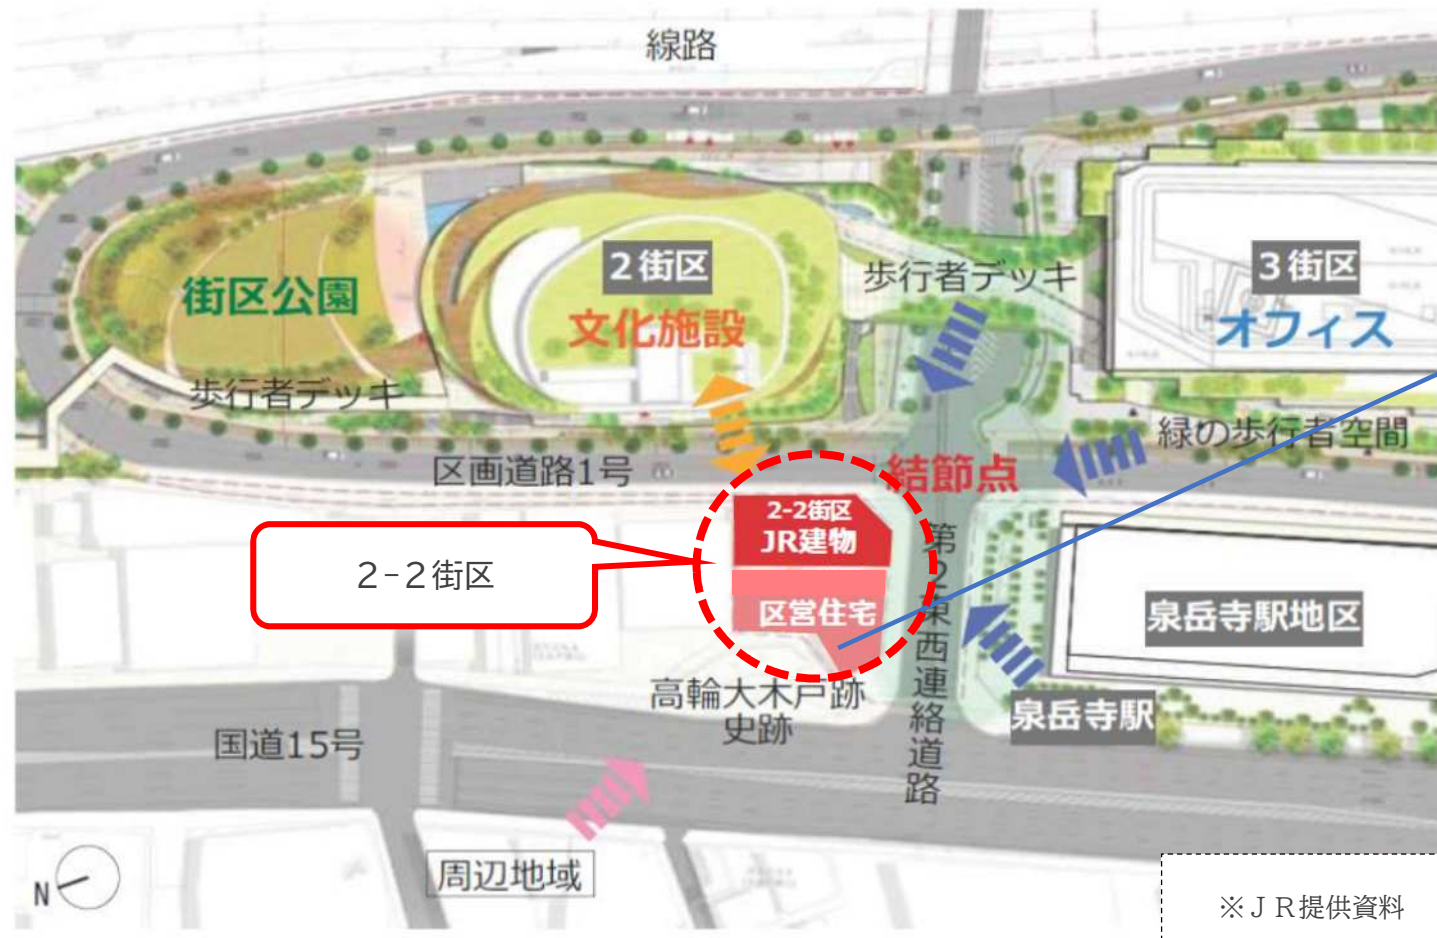 線路
2街区
文化施設
街区公園
歩行者デッキ
3街区
オフィス
歩行者デッキ
緑の歩行者空間
区画道路1号
結節点
2-2街区
JR建物
2-2街区
区営住宅
第2東西連絡道路
泉岳寺駅地区
高輪大木戸跡
史跡
泉岳寺駅
国道15号
周辺地域
N
※JR提供資料